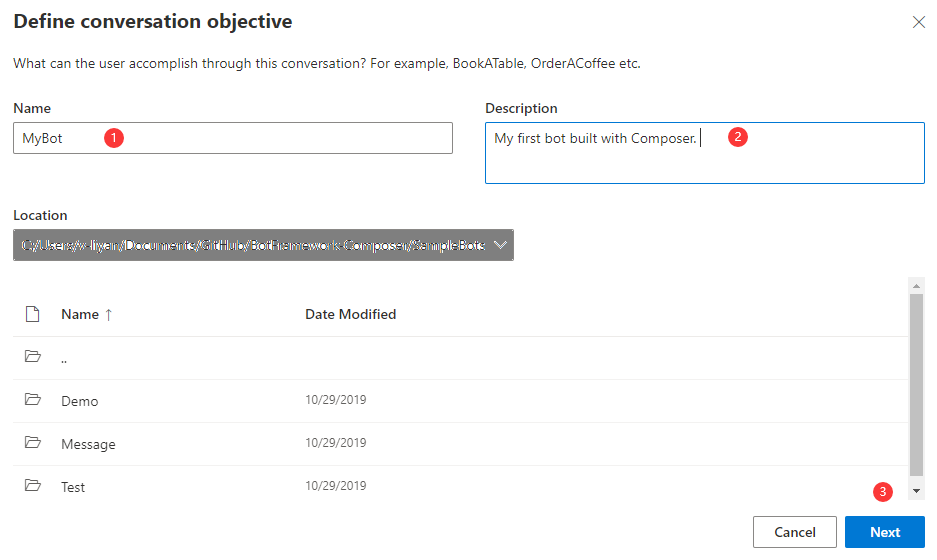 Define conversation objective
What can the user accomplish through this conversation? For example, BookATable, OrderACoffee etc.
Name
Description
MyBot 1
My first bot built with Composer. 2
Location
C:/Users/v-liyan/Documents/GitHub/BotFramework-Composer/SampleBots
Name ↑ Date Modified
..
Demo 10/29/2019
Message 10/29/2019
Test 10/29/2019
3
Cancel Next